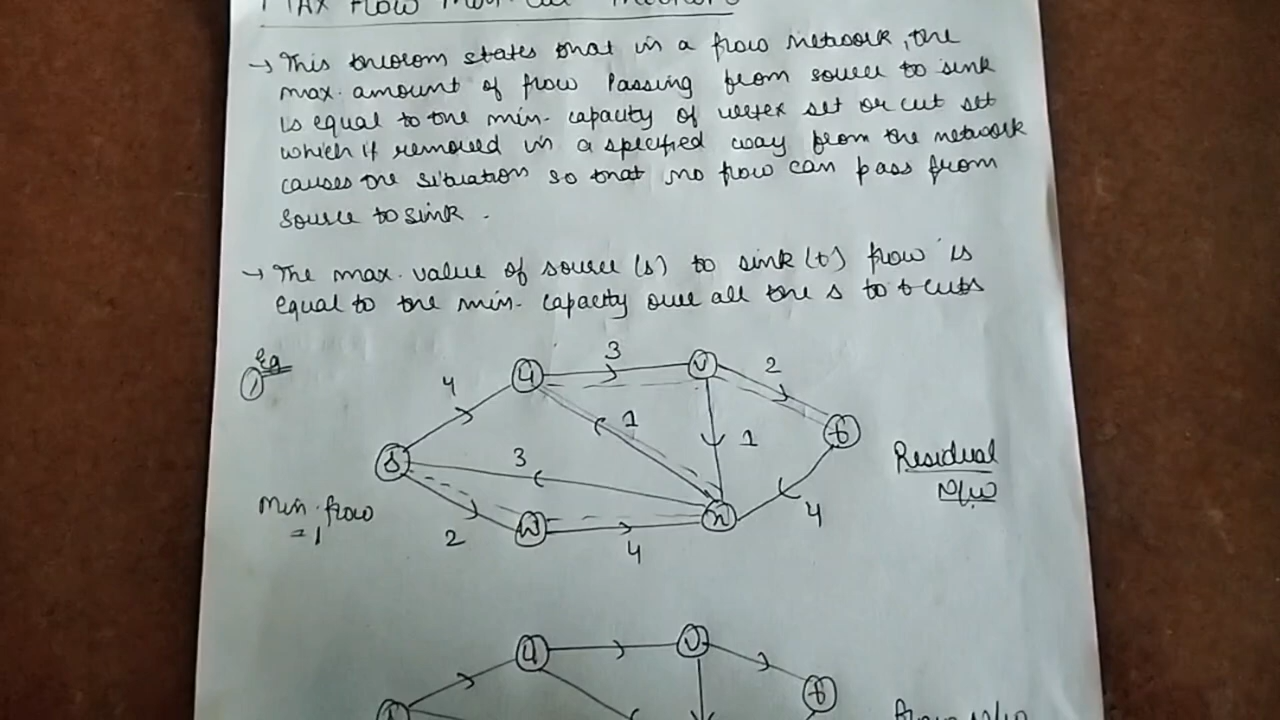 MAX FLOW
→ This theorem states that in a flow network, the
max. amount of flow Passing from source to sink
is equal to the min. capacity of vertex set or cut set
which if removed in a specified way from the network
causes the situation so that no flow can pass from
source to sink.
→ The max. value of source (s) to sink (t) flow is
equal to the min. capacity over all the s to t cuts
Eg
1
3
u
v
2
4
1
1
t
s
3
Residual
N/w
Min. flow
= 1
x
4
2
w
4
u
v
t
s